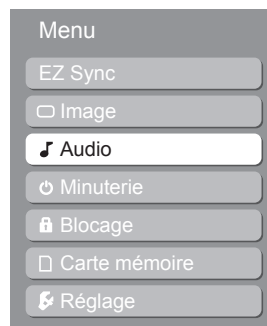 Menu
EZ Sync
Image
Audio
Minuterie
Blocage
Carte mémoire
Réglage